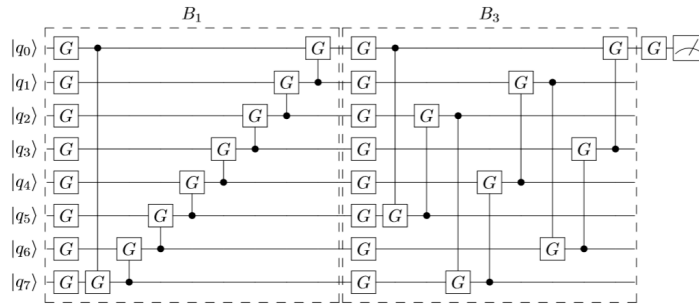 B₁ B₃
|q₀⟩ G G G G G
|q₁⟩ G G G G
|q₂⟩ G G G G
|q₃⟩ G G G G
|q₄⟩ G G G G
|q₅⟩ G G G G
|q₆⟩ G G G G
|q₇⟩ G G G G